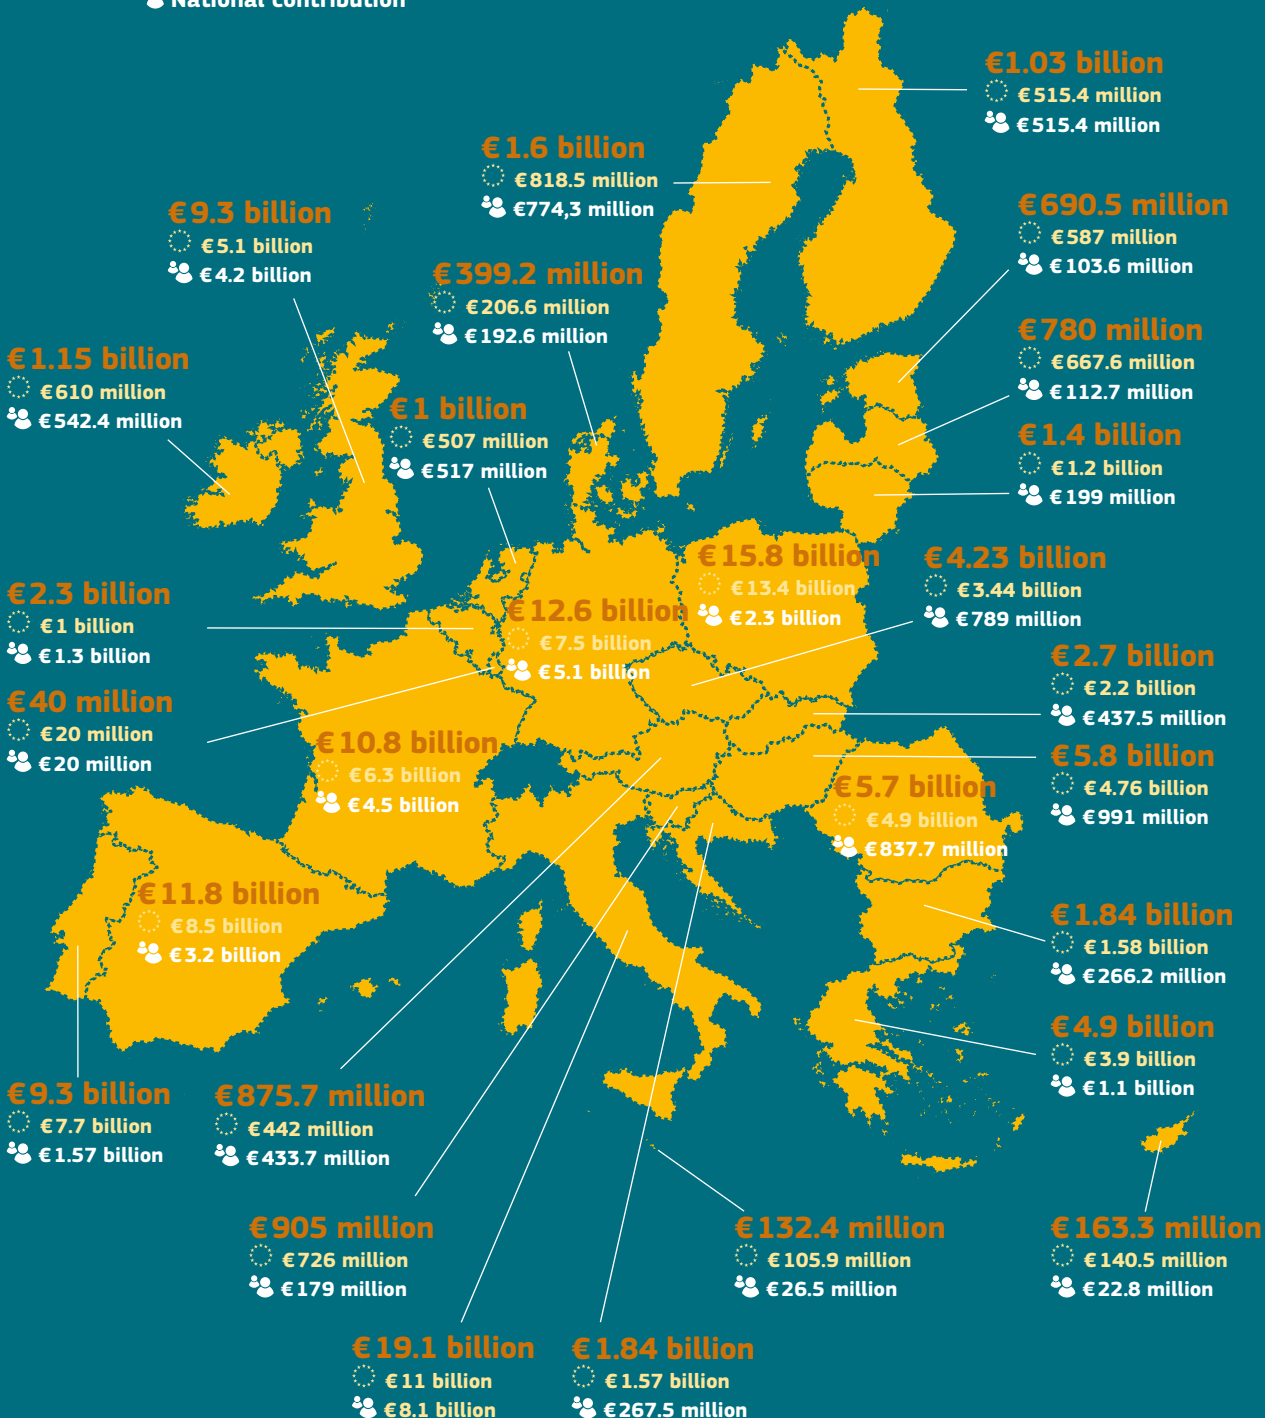 National contribution
€1.03 billion
€515.4 million
€515.4 million
€1.6 billion
€818.5 million
€774,3 million
€9.3 billion
€5.1 billion
€4.2 billion
€690.5 million
€587 million
€103.6 million
€399.2 million
€206.6 million
€192.6 million
€780 million
€667.6 million
€112.7 million
€1.15 billion
€610 million
€542.4 million
€1 billion
€507 million
€517 million
€1.4 billion
€1.2 billion
€199 million
€15.8 billion
€13.4 billion
€2.3 billion
€4.23 billion
€3.44 billion
€789 million
€2.3 billion
€1 billion
€1.3 billion
€12.6 billion
€7.5 billion
€5.1 billion
€2.7 billion
€2.2 billion
€437.5 million
€40 million
€20 million
€20 million
€10.8 billion
€6.3 billion
€4.5 billion
€5.8 billion
€4.76 billion
€991 million
€5.7 billion
€4.9 billion
€837.7 million
€11.8 billion
€8.5 billion
€3.2 billion
€1.84 billion
€1.58 billion
€266.2 million
€4.9 billion
€3.9 billion
€1.1 billion
€9.3 billion
€7.7 billion
€1.57 billion
€875.7 million
€442 million
€433.7 million
€905 million
€726 million
€179 million
€132.4 million
€105.9 million
€26.5 million
€163.3 million
€140.5 million
€22.8 million
€19.1 billion
€11 billion
€8.1 billion
€1.84 billion
€1.57 billion
€267.5 million